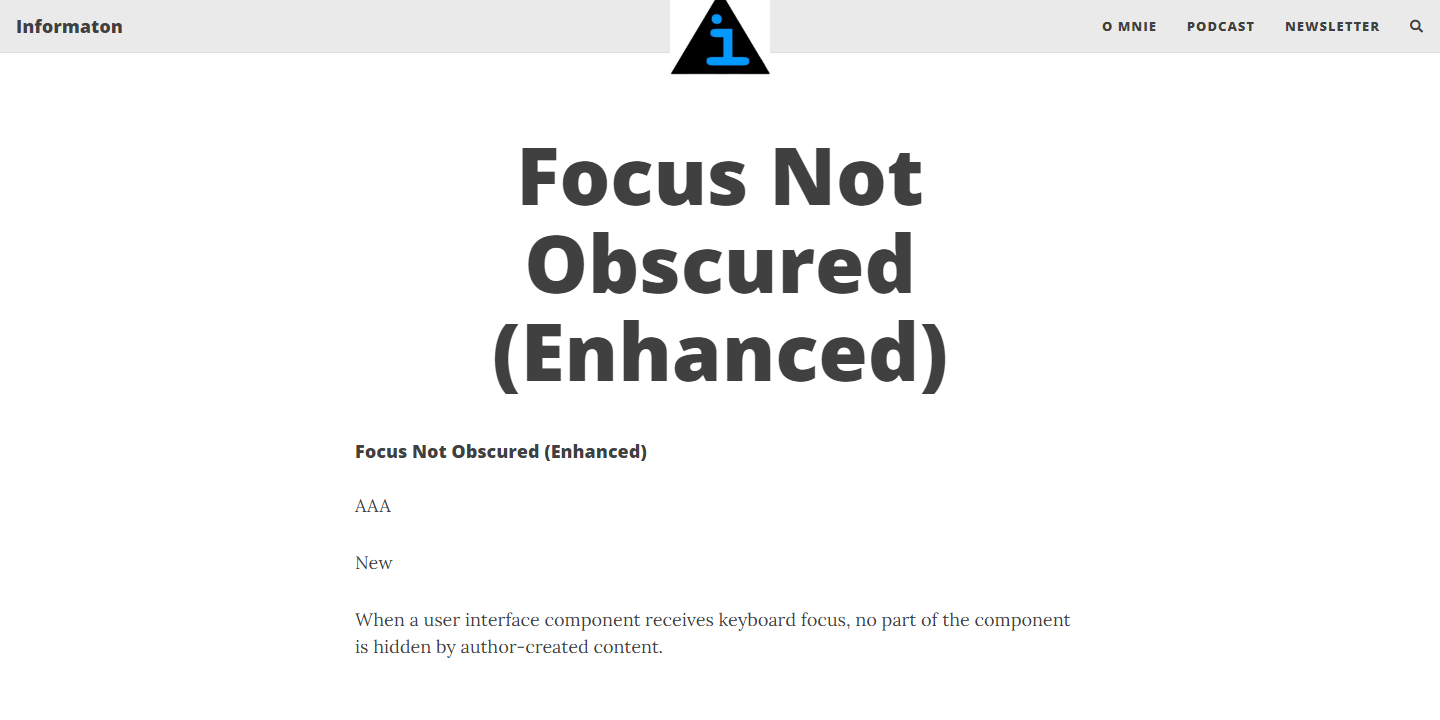 Informaton
i
O MNIE
PODCAST
NEWSLETTER
Focus Not
Obscured
(Enhanced)
Focus Not Obscured (Enhanced)
AAA
New
When a user interface component receives keyboard focus, no part of the component
is hidden by author-created content.